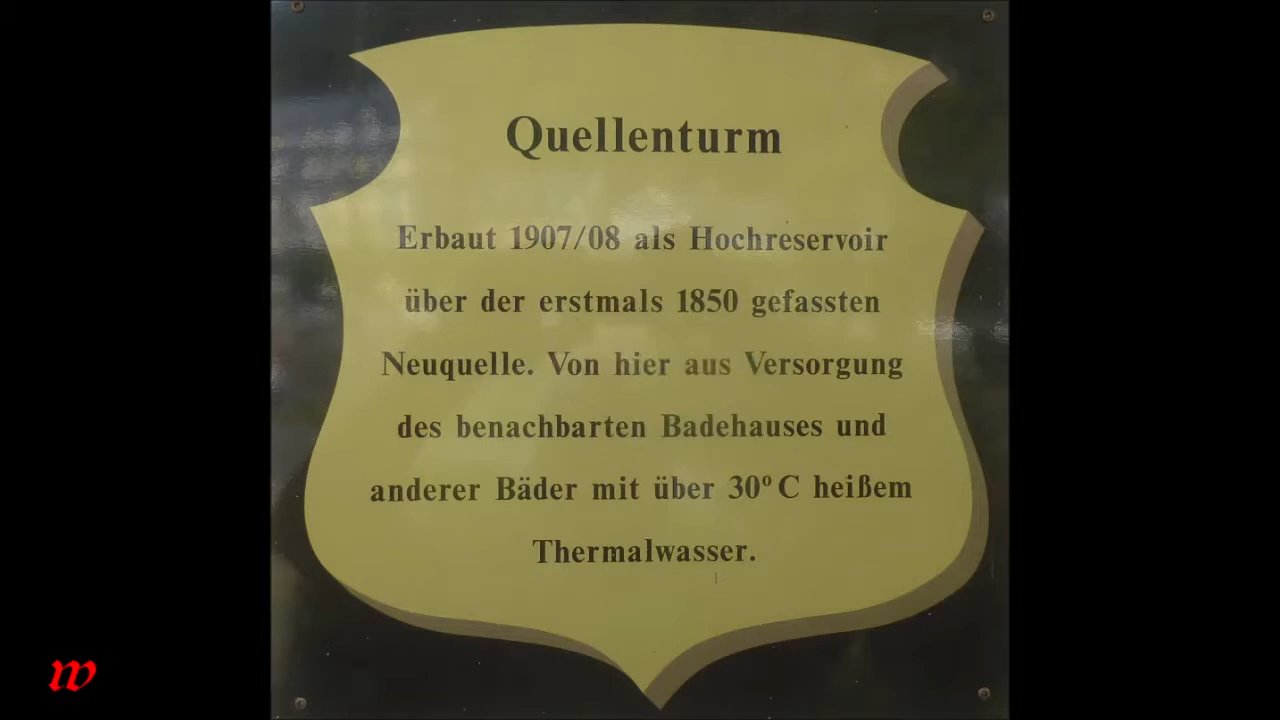 Quellenturm
Erbaut 1907/08 als Hochreservoir
über der erstmals 1850 gefassten
Neuquelle. Von hier aus Versorgung
des benachbarten Badehauses und
anderer Bäder mit über 30º C heißem
Thermalwasser.
w